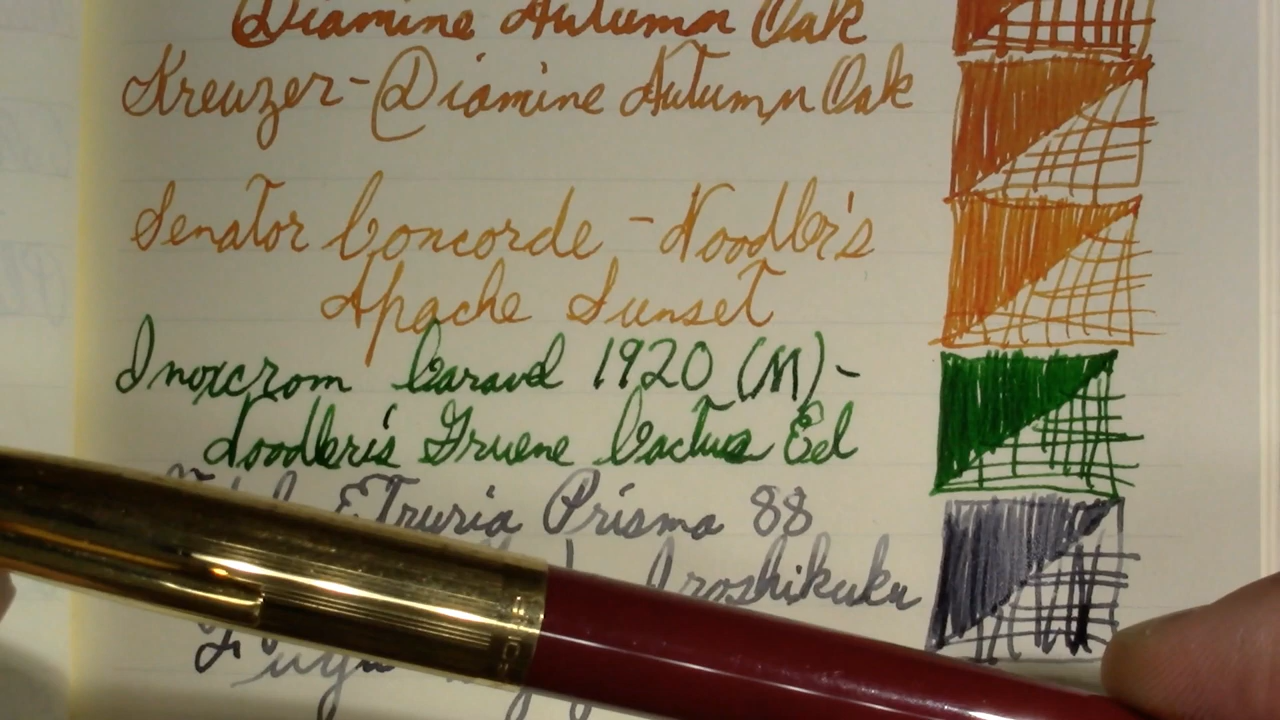 Diamine Autumn Oak
Kreuzer-Diamine Autumn Oak
Senator Concorde - Noodler's
Apache Sunset
Inoxcrom Caravel 1920 (M)-
Noodler's Gruene Cactus Eel
Etruria Prisma 88
Iroshikuku